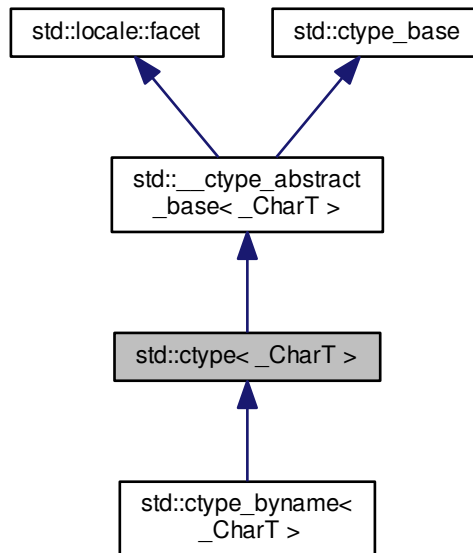 std::locale::facet
std::ctype_base
std::__ctype_abstract
_base< _CharT >
std::ctype< _CharT >
std::ctype_byname<
_CharT >